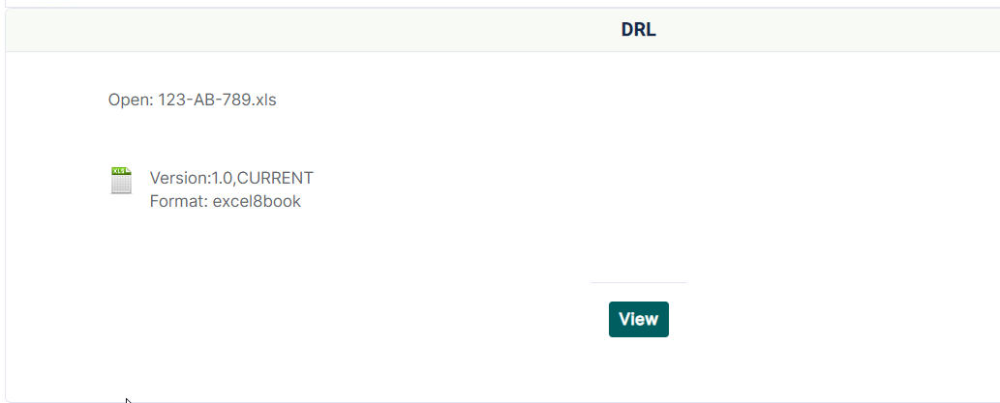 DRL
Open: 123-AB-789.xls
XLS
Version:1.0,CURRENT
Format: excel8book
View